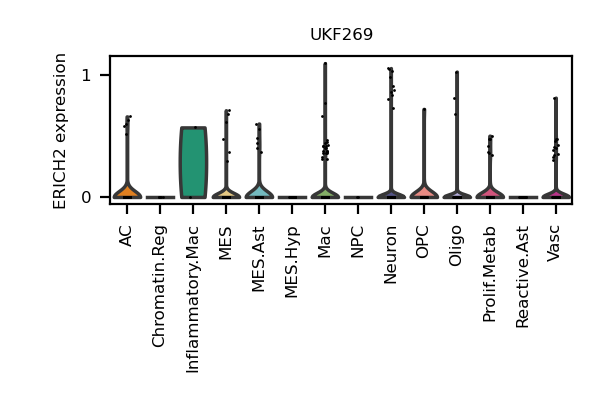 UKF269
ERICH2 expression
1
0
AC
Chromatin.Reg
Inflammatory.Mac
MES
MES.Ast
MES.Hyp
Mac
NPC
Neuron
OPC
Oligo
Prolif.Metab
Reactive.Ast
Vasc